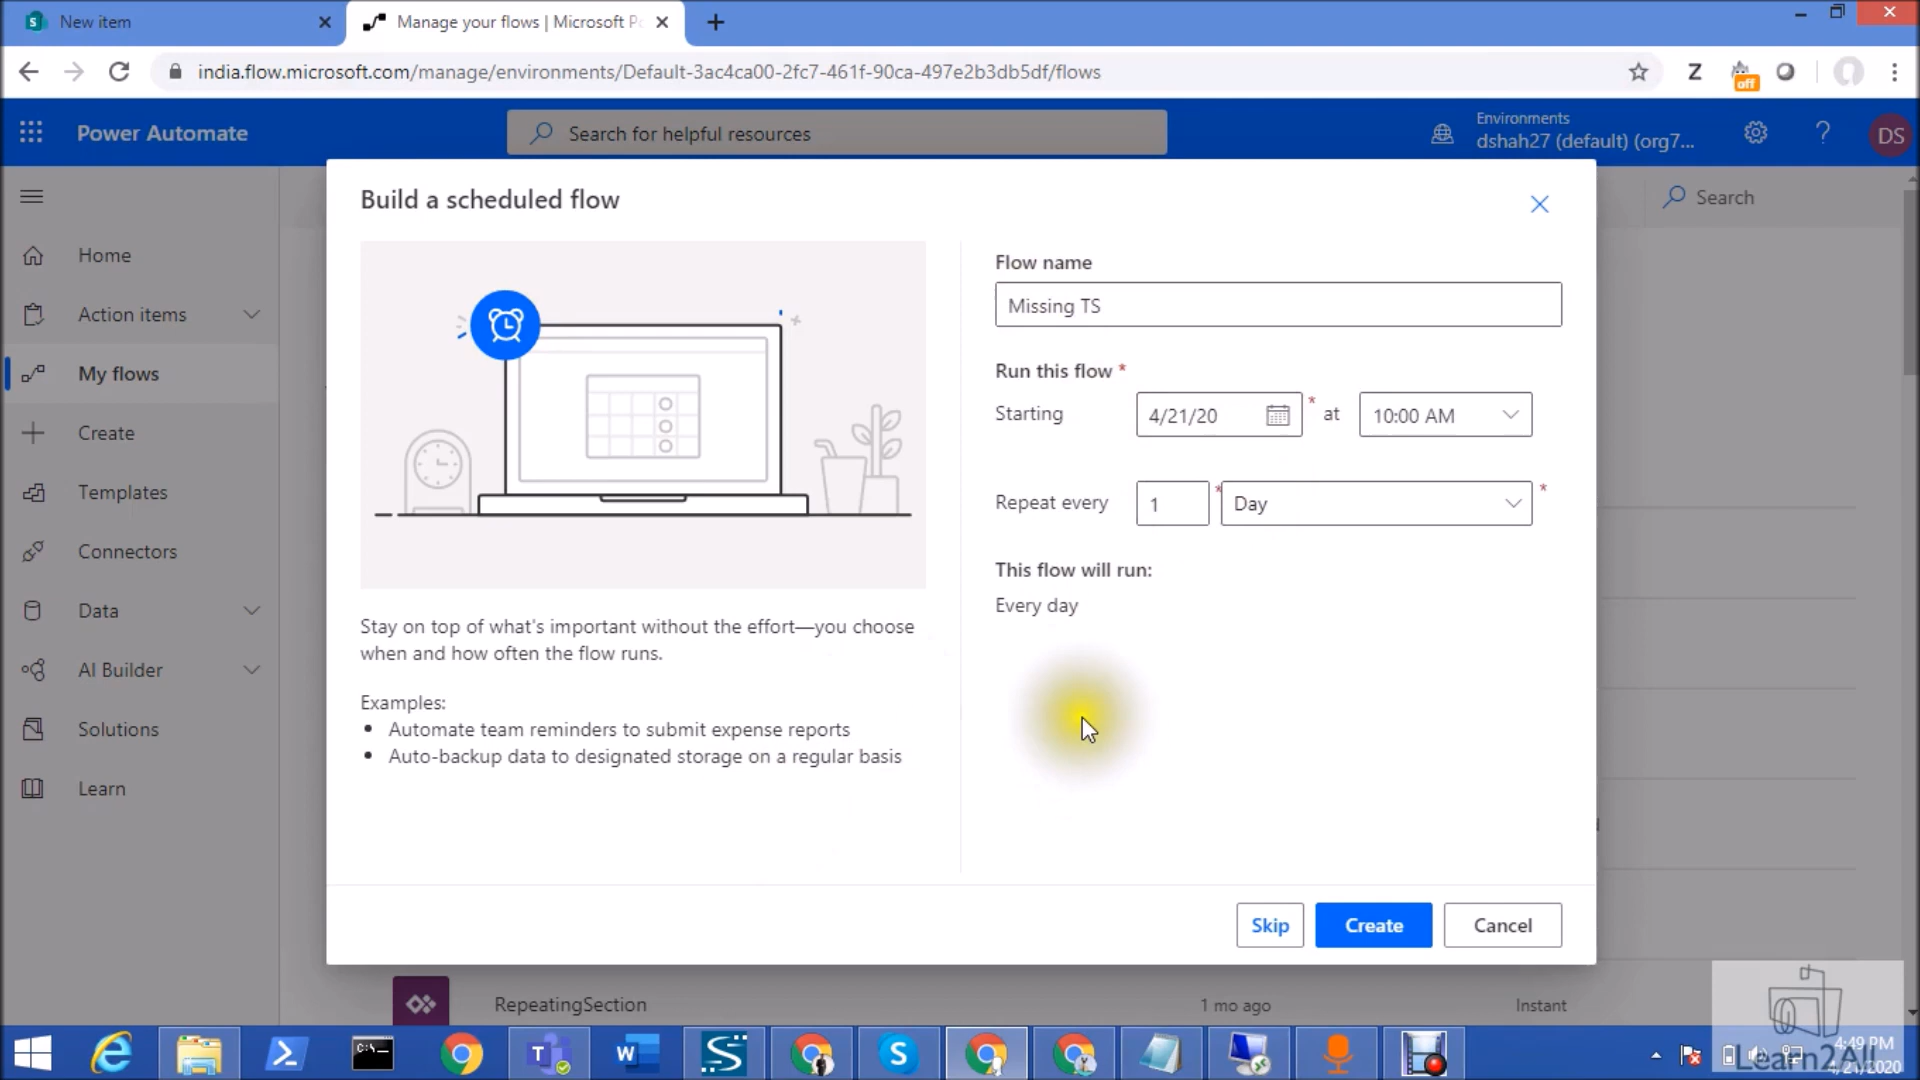 New item
Manage your flows | Microsoft P
india.flow.microsoft.com/manage/environments/Default-3ac4ca00-2fc7-461f-90ca-497e2b3db5df/flows
Z
off
Power Automate
Search for helpful resources
Environments
dshah27 (default) (org7...
?
DS
Build a scheduled flow
Search
Home
Action items
My flows
Create
Templates
Connectors
Data
AI Builder
Solutions
Learn
Flow name
Missing TS
Run this flow *
Starting
4/21/20
* at
10:00 AM
Repeat every
1
*
Day
*
This flow will run:
Every day
Stay on top of what's important without the effort—you choose
when and how often the flow runs.
Examples:
• Automate team reminders to submit expense reports
• Auto-backup data to designated storage on a regular basis
Skip
Create
Cancel
RepeatingSection
1 mo ago
Instant
4:49 PM
Learn2All
4/21/2020